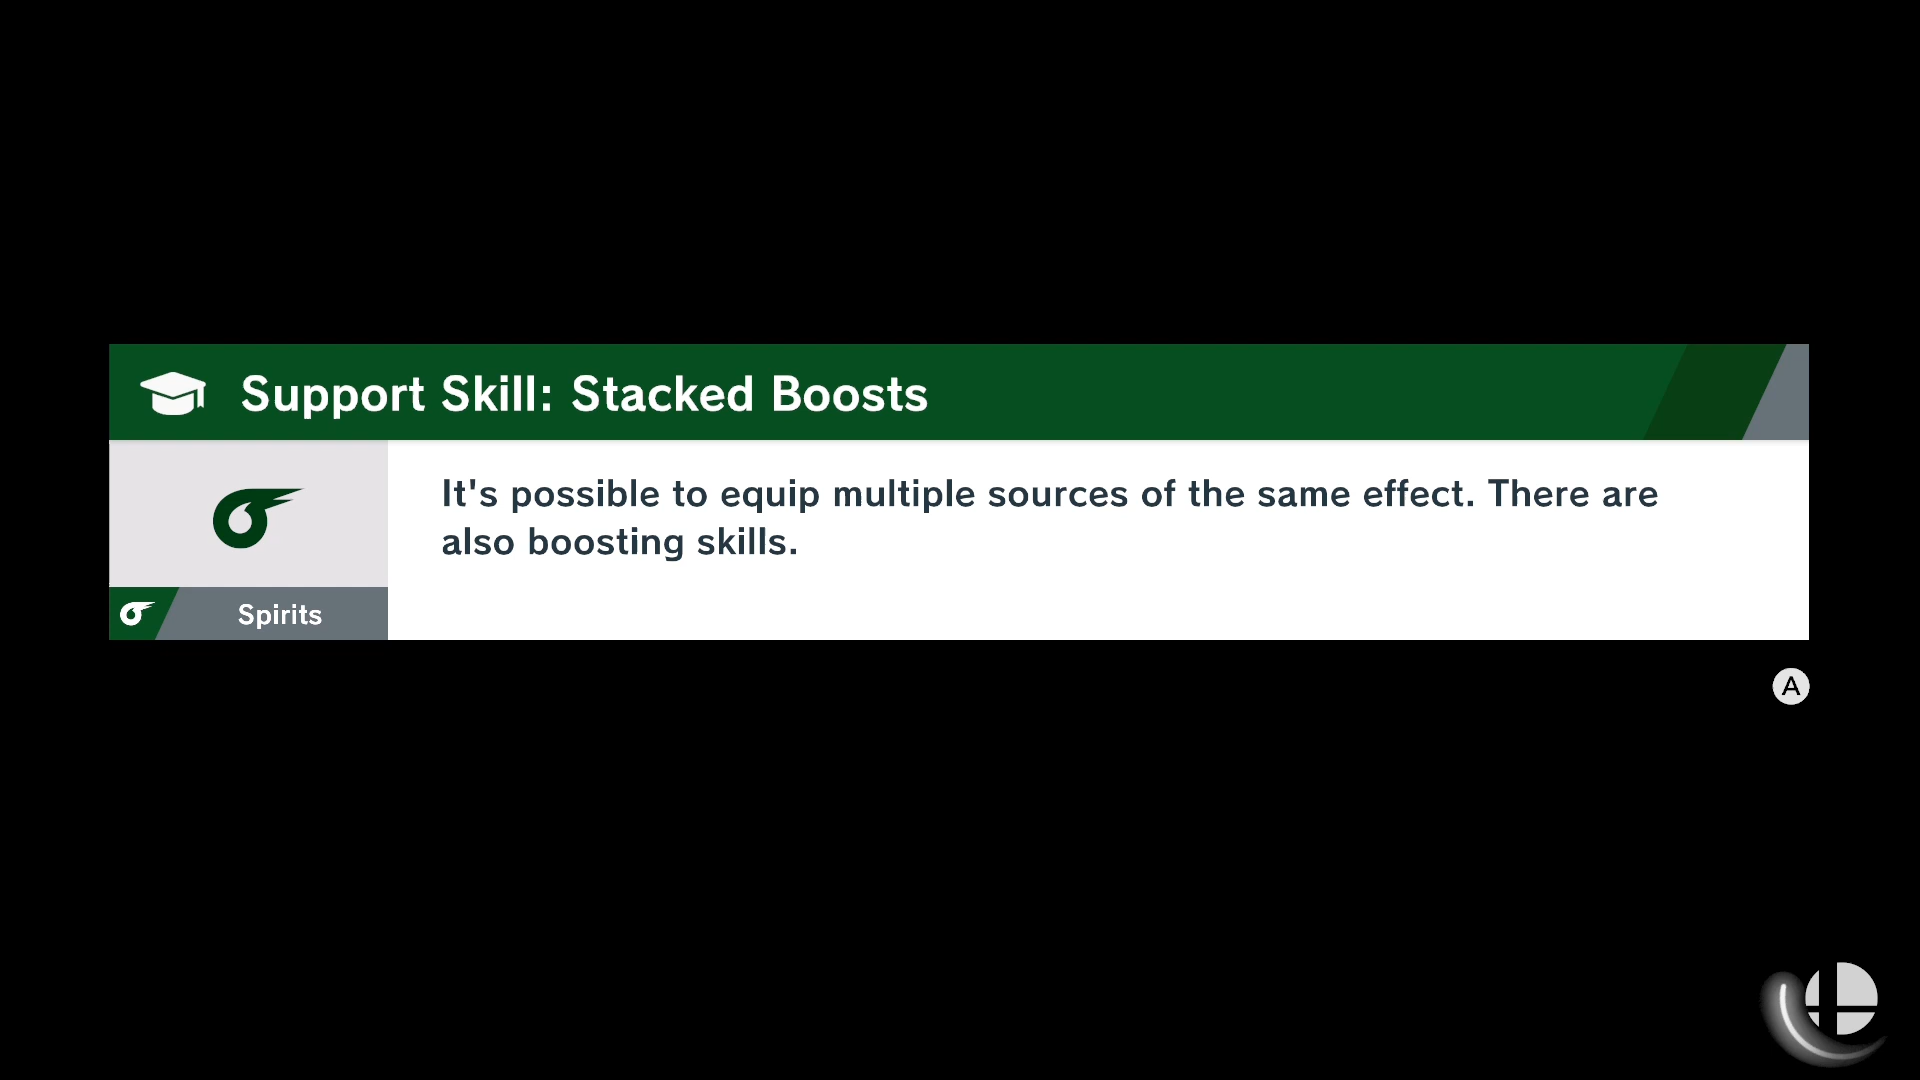 Support Skill: Stacked Boosts
It's possible to equip multiple sources of the same effect. There are
also boosting skills.
Spirits
A